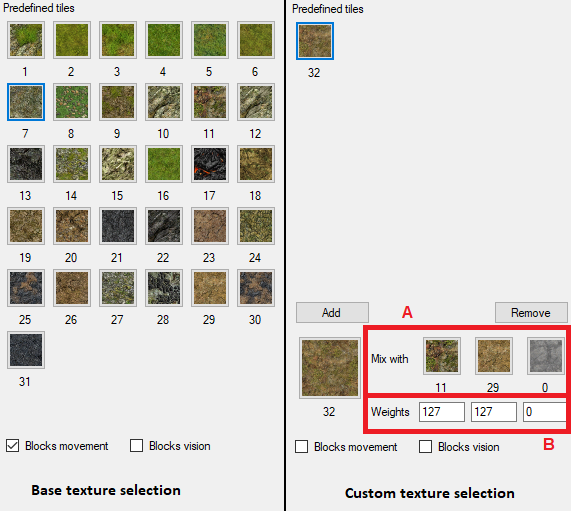 Predefined tiles
1 2 3 4 5 6
7 8 9 10 11 12
13 14 15 16 17 18
19 20 21 22 23 24
25 26 27 28 29 30
31
Blocks movement Blocks vision
Base texture selection
Predefined tiles
32
Add Remove
A
Mix with
11 29 0
32
Weights 127 127 0
B
Blocks movement Blocks vision
Custom texture selection